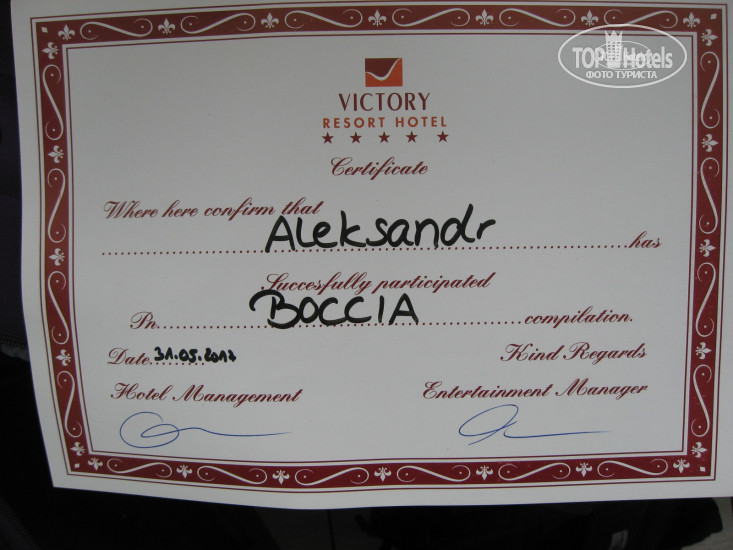 TOP Hotels
ФОТО ТУРИСТА
VICTORY
RESORT HOTEL
Certificate
Where here confirm that
Aleksandr
has
Succesfully participated
Pn BOCCIA compilation.
Date 31.05.2017
Kind Regards
Hotel Management
Entertainment Manager